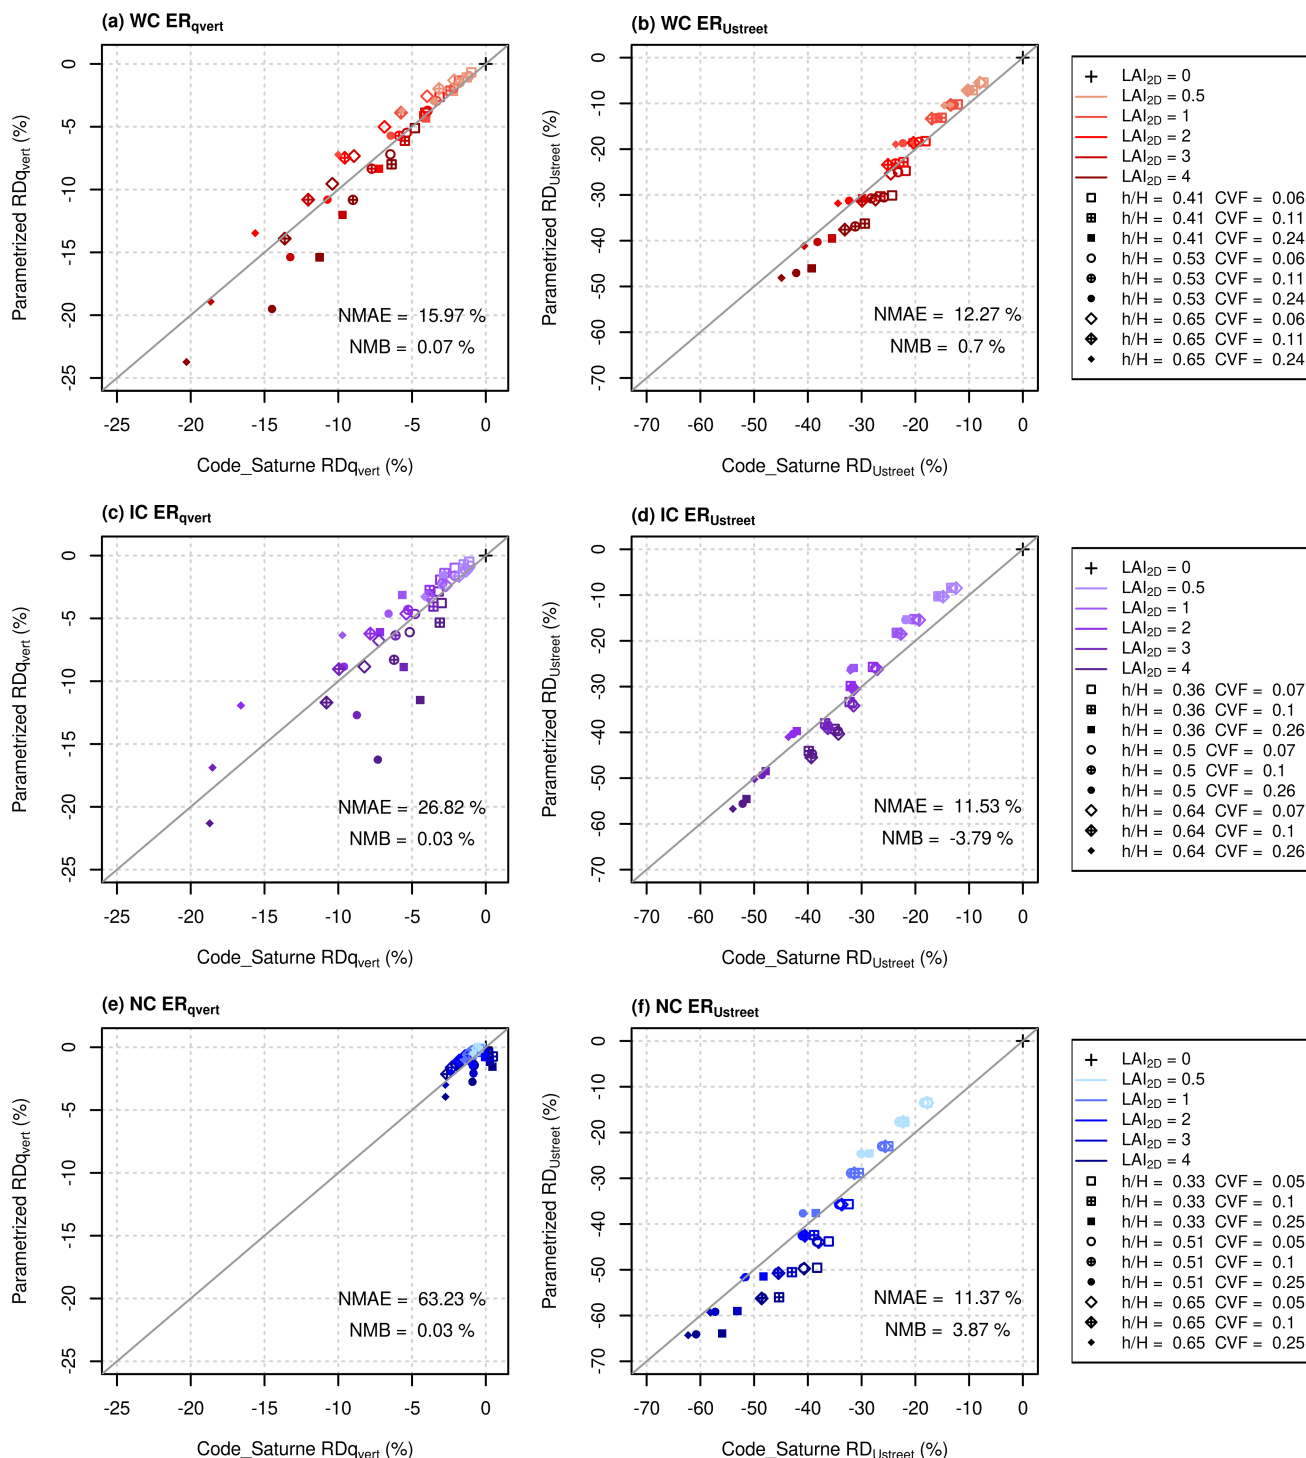 (a) WC ERqvert
(b) WC ERUstreet
0
-5
-10
-15
-20
-25
Parametrized RDqvert (%)
NMAE = 15.97 %
NMB = 0.07 %
-25 -20 -15 -10 -5 0
Code_Saturne RDqvert (%)
0
-10
-20
-30
-40
-50
-60
-70
Parametrized RDUstreet (%)
NMAE = 12.27 %
NMB = 0.7 %
-70 -60 -50 -40 -30 -20 -10 0
Code_Saturne RDUstreet (%)
LAI2D = 0
LAI2D = 0.5
LAI2D = 1
LAI2D = 2
LAI2D = 3
LAI2D = 4
h/H = 0.41 CVF = 0.06
h/H = 0.41 CVF = 0.11
h/H = 0.41 CVF = 0.24
h/H = 0.53 CVF = 0.06
h/H = 0.53 CVF = 0.11
h/H = 0.53 CVF = 0.24
h/H = 0.65 CVF = 0.06
h/H = 0.65 CVF = 0.11
h/H = 0.65 CVF = 0.24
(c) IC ERqvert
(d) IC ERUstreet
0
-5
-10
-15
-20
-25
Parametrized RDqvert (%)
NMAE = 26.82 %
NMB = 0.03 %
-25 -20 -15 -10 -5 0
Code_Saturne RDqvert (%)
0
-10
-20
-30
-40
-50
-60
-70
Parametrized RDUstreet (%)
NMAE = 11.53 %
NMB = -3.79 %
-70 -60 -50 -40 -30 -20 -10 0
Code_Saturne RDUstreet (%)
LAI2D = 0
LAI2D = 0.5
LAI2D = 1
LAI2D = 2
LAI2D = 3
LAI2D = 4
h/H = 0.36 CVF = 0.07
h/H = 0.36 CVF = 0.1
h/H = 0.36 CVF = 0.26
h/H = 0.5 CVF = 0.07
h/H = 0.5 CVF = 0.1
h/H = 0.5 CVF = 0.26
h/H = 0.64 CVF = 0.07
h/H = 0.64 CVF = 0.1
h/H = 0.64 CVF = 0.26
(e) NC ERqvert
(f) NC ERUstreet
0
-5
-10
-15
-20
-25
Parametrized RDqvert (%)
NMAE = 63.23 %
NMB = 0.03 %
-25 -20 -15 -10 -5 0
Code_Saturne RDqvert (%)
0
-10
-20
-30
-40
-50
-60
-70
Parametrized RDUstreet (%)
NMAE = 11.37 %
NMB = 3.87 %
-70 -60 -50 -40 -30 -20 -10 0
Code_Saturne RDUstreet (%)
LAI2D = 0
LAI2D = 0.5
LAI2D = 1
LAI2D = 2
LAI2D = 3
LAI2D = 4
h/H = 0.33 CVF = 0.05
h/H = 0.33 CVF = 0.1
h/H = 0.33 CVF = 0.25
h/H = 0.51 CVF = 0.05
h/H = 0.51 CVF = 0.1
h/H = 0.51 CVF = 0.25
h/H = 0.65 CVF = 0.05
h/H = 0.65 CVF = 0.1
h/H = 0.65 CVF = 0.25